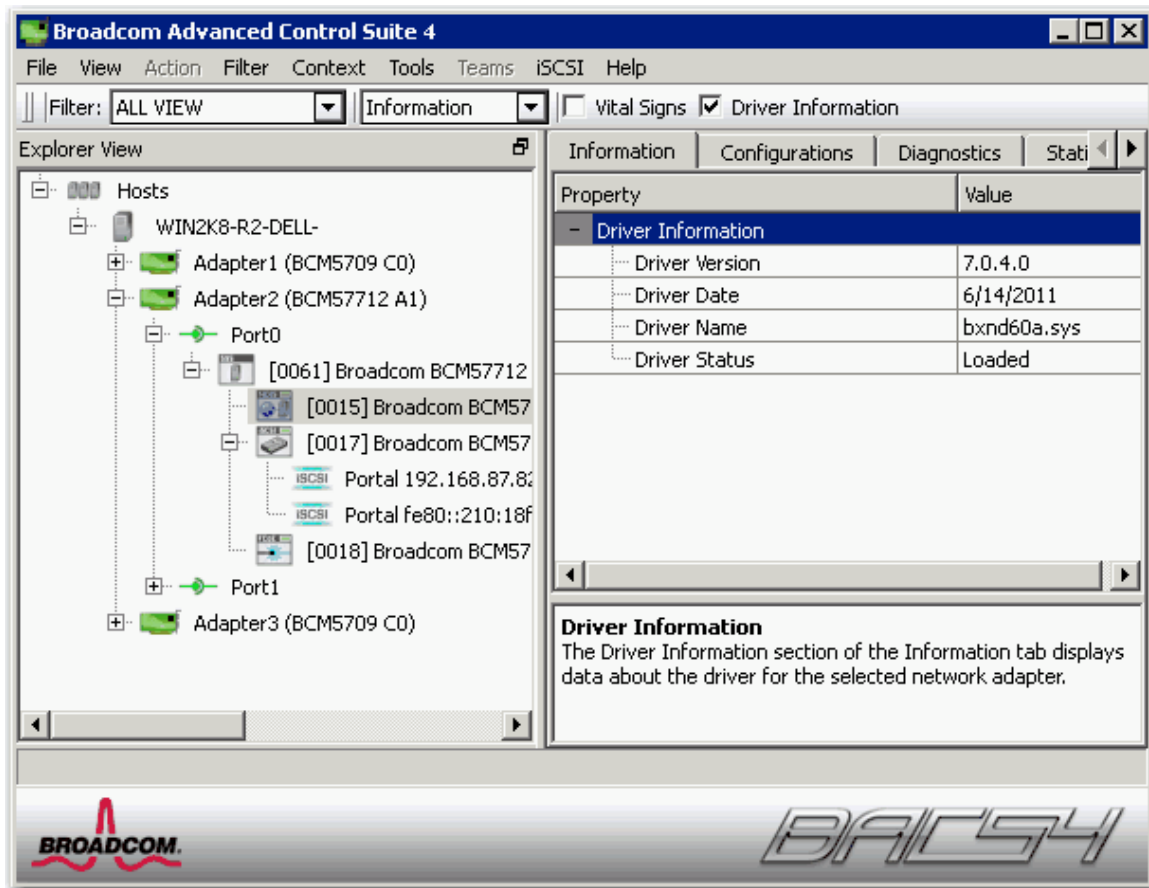 Broadcom Advanced Control Suite 4
File View Action Filter Context Tools Teams iSCSI Help
Filter: ALL VIEW Information Vital Signs Driver Information
Explorer View
Hosts
WIN2K8-R2-DELL-
Adapter1 (BCM5709 C0)
Adapter2 (BCM57712 A1)
Port0
[0061] Broadcom BCM57712
[0015] Broadcom BCM57
[0017] Broadcom BCM57
iSCSI Portal 192.168.87.82
iSCSI Portal fe80::210:18f
[0018] Broadcom BCM57
Port1
Adapter3 (BCM5709 C0)
Information Configurations Diagnostics Stati
Property Value
Driver Information
Driver Version 7.0.4.0
Driver Date 6/14/2011
Driver Name bxnd60a.sys
Driver Status Loaded
Driver Information
The Driver Information section of the Information tab displays
data about the driver for the selected network adapter.
BROADCOM.
BACS4